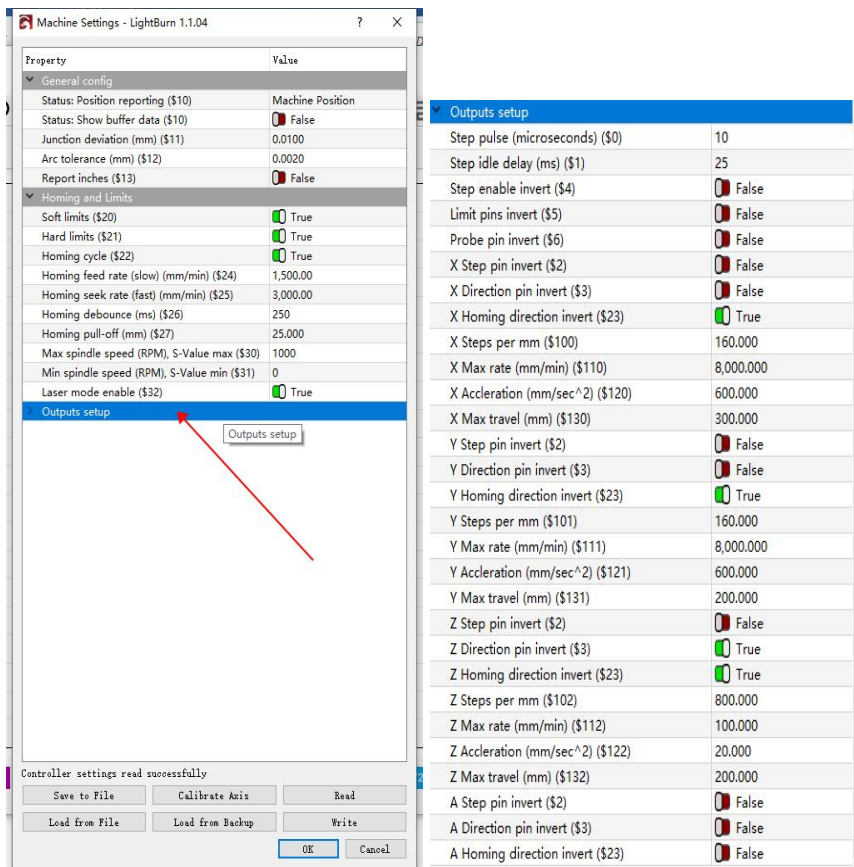 Machine Settings - LightBurn 1.1.04 ? X
Property Value
General config
Status: Position reporting ($10) Machine Position
Status: Show buffer data ($10) False
Junction deviation (mm) ($11) 0.0100
Arc tolerance (mm) ($12) 0.0020
Report inches ($13) False
Homing and Limits
Soft limits ($20) True
Hard limits ($21) True
Homing cycle ($22) True
Homing feed rate (slow) (mm/min) ($24) 1,500.00
Homing seek rate (fast) (mm/min) ($25) 3,000.00
Homing debounce (ms) ($26) 250
Homing pull-off (mm) ($27) 25.000
Max spindle speed (RPM), S-Value max ($30) 1000
Min spindle speed (RPM), S-Value min ($31) 0
Laser mode enable ($32) True
Outputs setup
Outputs setup
Controller settings read successfully
Save to File Calibrate Axis Read
Load from File Load from Backup Write
OK Cancel
Outputs setup
Step pulse (microseconds) ($0) 10
Step idle delay (ms) ($1) 25
Step enable invert ($4) False
Limit pins invert ($5) False
Probe pin invert ($6) False
X Step pin invert ($2) False
X Direction pin invert ($3) False
X Homing direction invert ($23) True
X Steps per mm ($100) 160.000
X Max rate (mm/min) ($110) 8,000.000
X Accleration (mm/sec^2) ($120) 600.000
X Max travel (mm) ($130) 300.000
Y Step pin invert ($2) False
Y Direction pin invert ($3) False
Y Homing direction invert ($23) True
Y Steps per mm ($101) 160.000
Y Max rate (mm/min) ($111) 8,000.000
Y Accleration (mm/sec^2) ($121) 600.000
Y Max travel (mm) ($131) 200.000
Z Step pin invert ($2) False
Z Direction pin invert ($3) True
Z Homing direction invert ($23) True
Z Steps per mm ($102) 800.000
Z Max rate (mm/min) ($112) 100.000
Z Accleration (mm/sec^2) ($122) 20.000
Z Max travel (mm) ($132) 200.000
A Step pin invert ($2) False
A Direction pin invert ($3) False
A Homing direction invert ($23) False